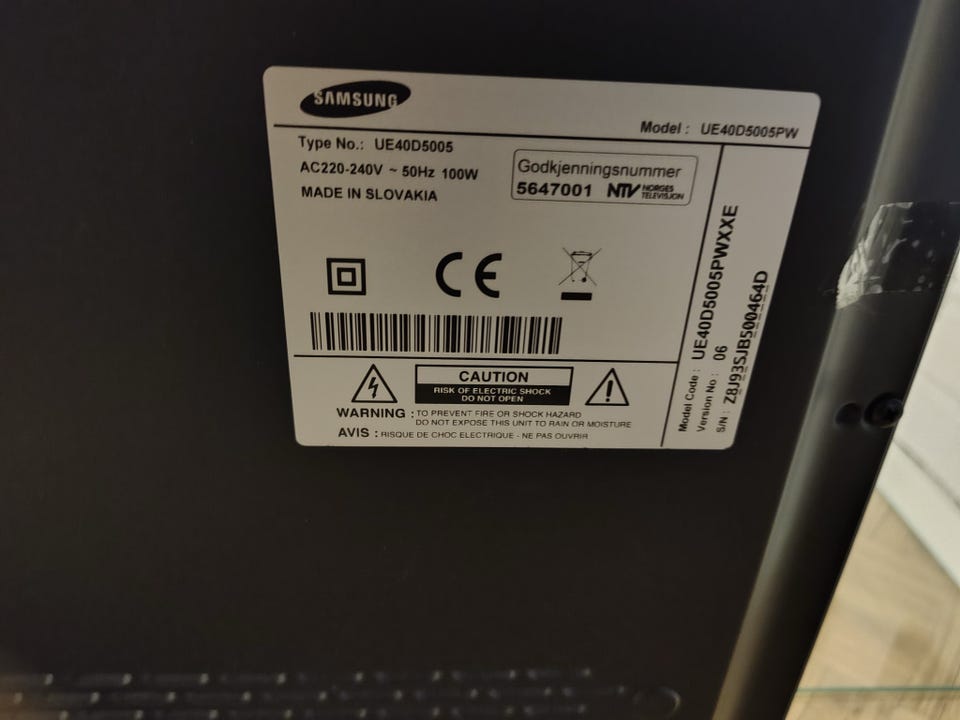 SAMSUNG
Model : UE40D5005PW
Type No.: UE40D5005
AC220-240V ~ 50Hz 100W
MADE IN SLOVAKIA
Godkjenningsnummer
5647001 NTV NORGES
TELEVISJON
CE
CAUTION
RISK OF ELECTRIC SHOCK
DO NOT OPEN
WARNING : TO PREVENT FIRE OR SHOCK HAZARD
DO NOT EXPOSE THIS UNIT TO RAIN OR MOISTURE
AVIS : RISQUE DE CHOC ELECTRIQUE - NE PAS OUVRIR
Model Code : UE40D5005PWXXE
Version No : 06
S/N : Z8J93SJB500464D